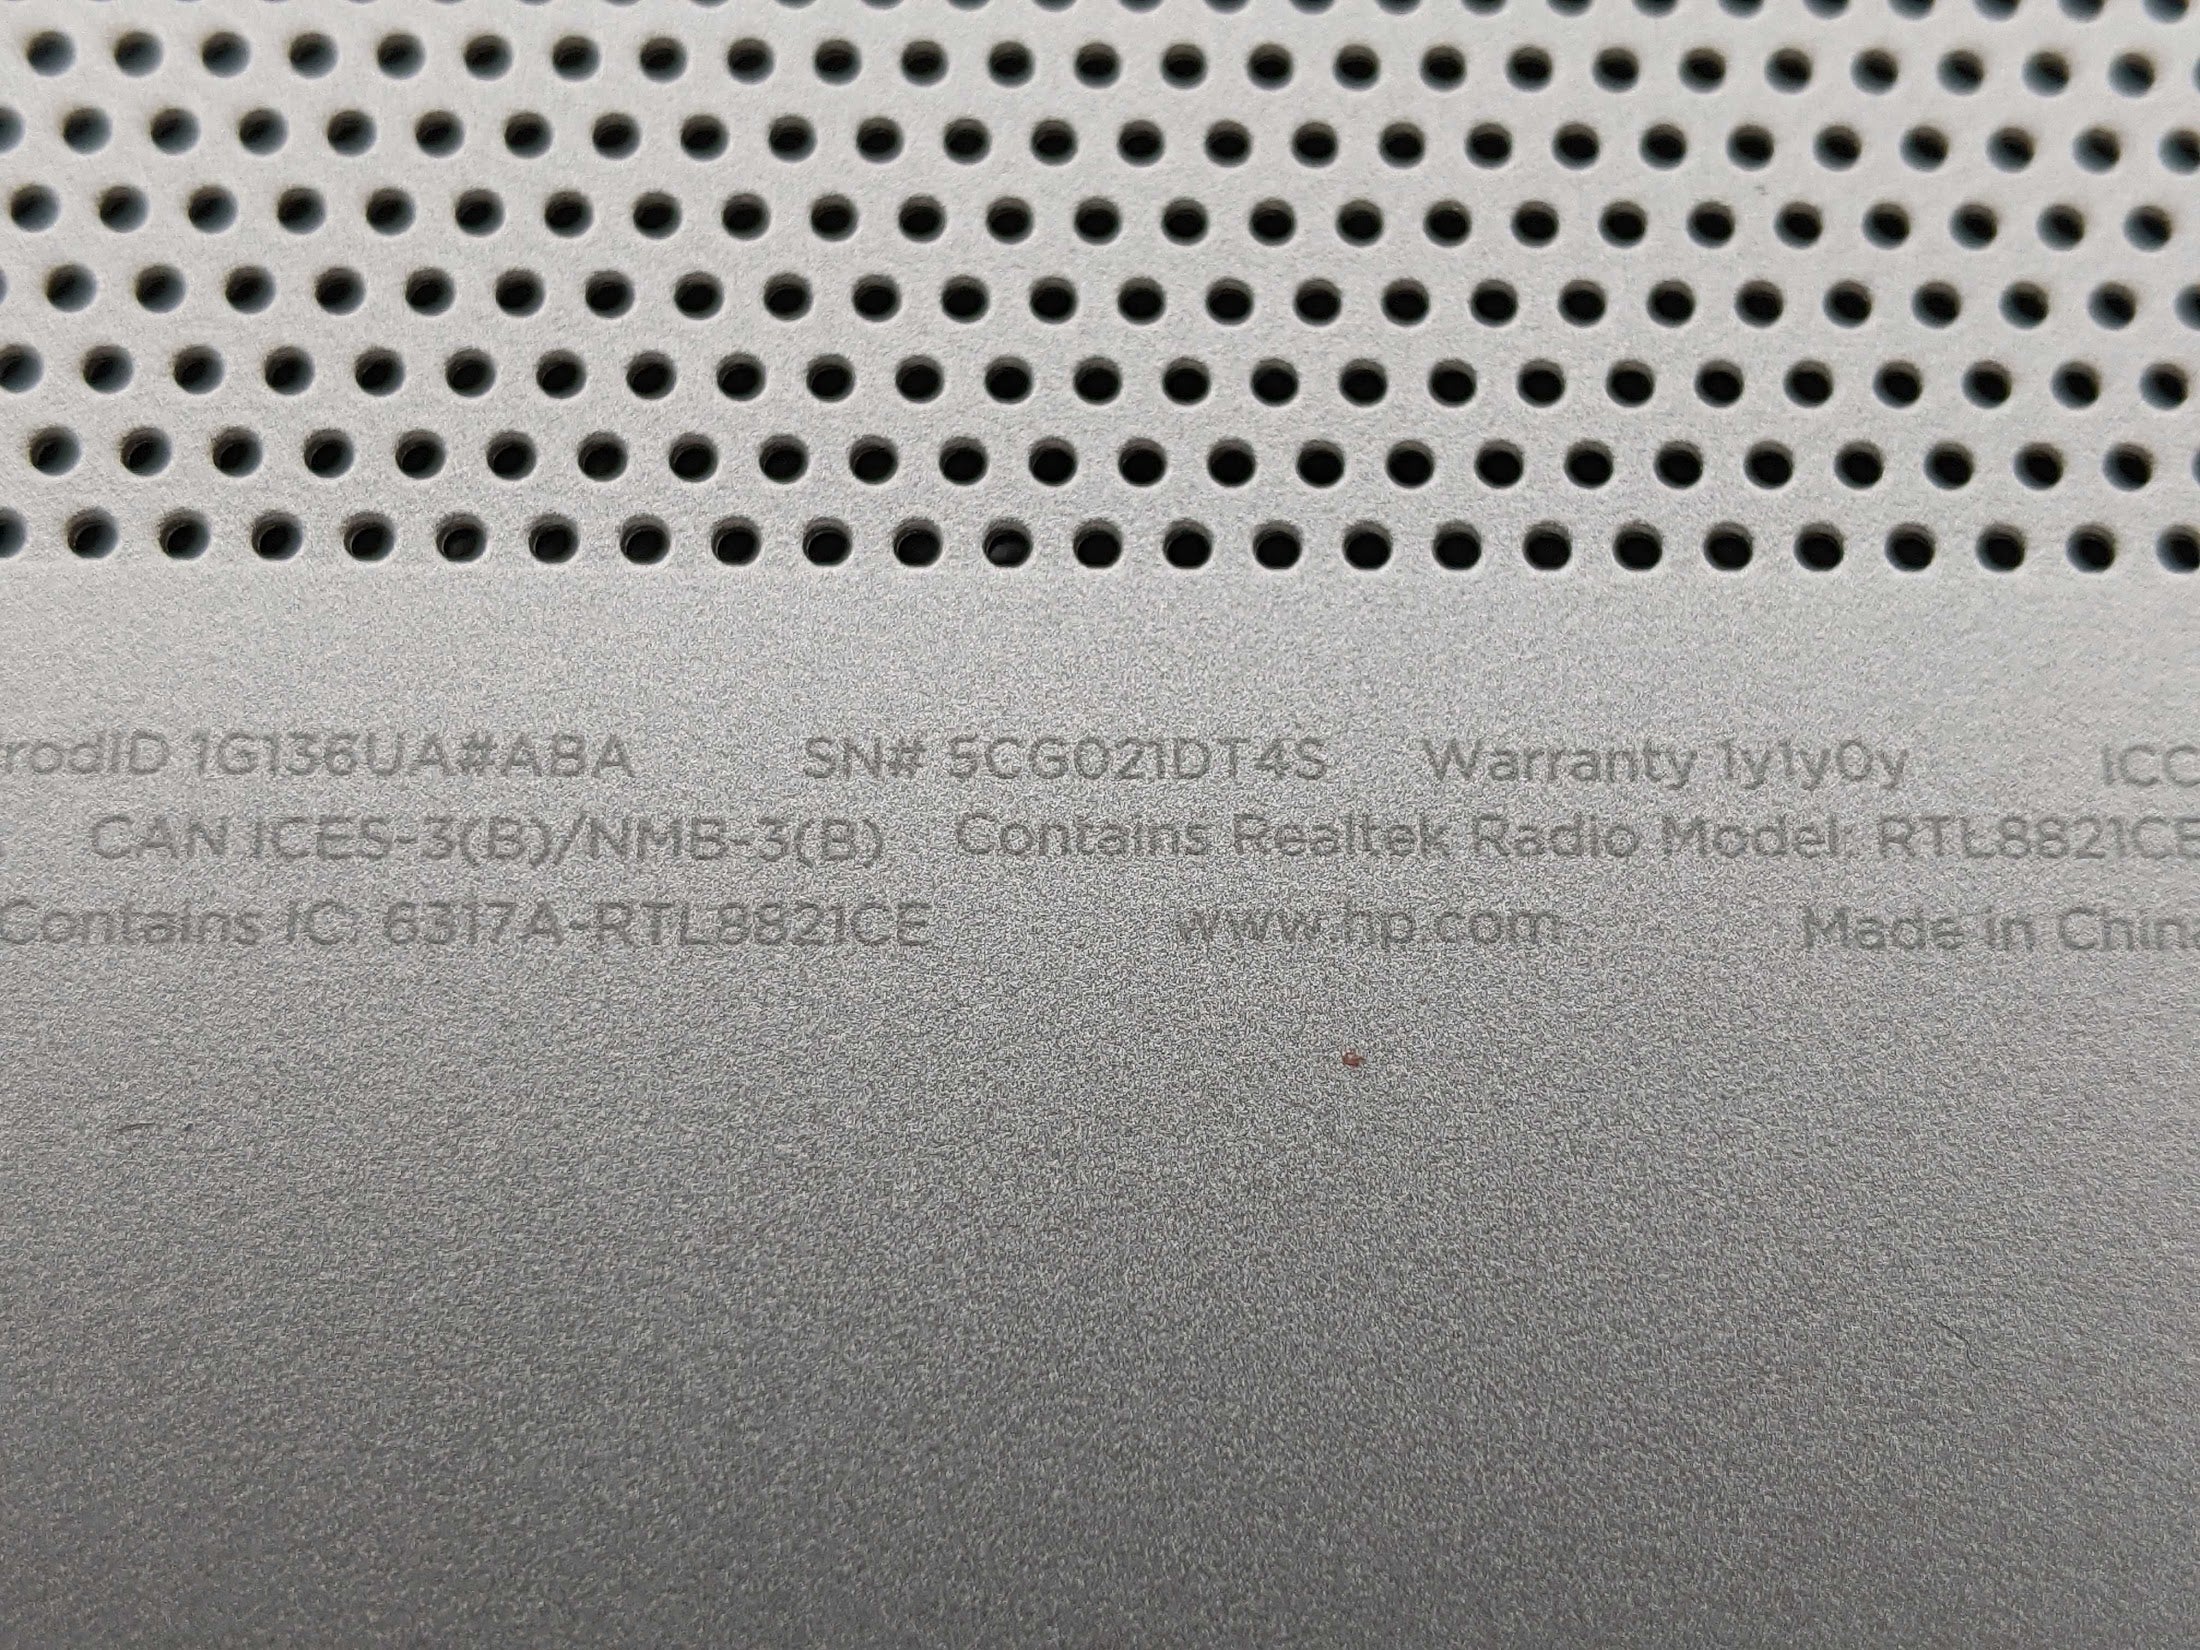 rodID 1G136UA#ABA SN# 5CG021DT4S Warranty 1y1y0y ICC
CAN ICES-3(B)/NMB-3(B) Contains Realtek Radio Model: RTL8821CE
Contains IC: 6317A-RTL8821CE www.hp.com Made in China